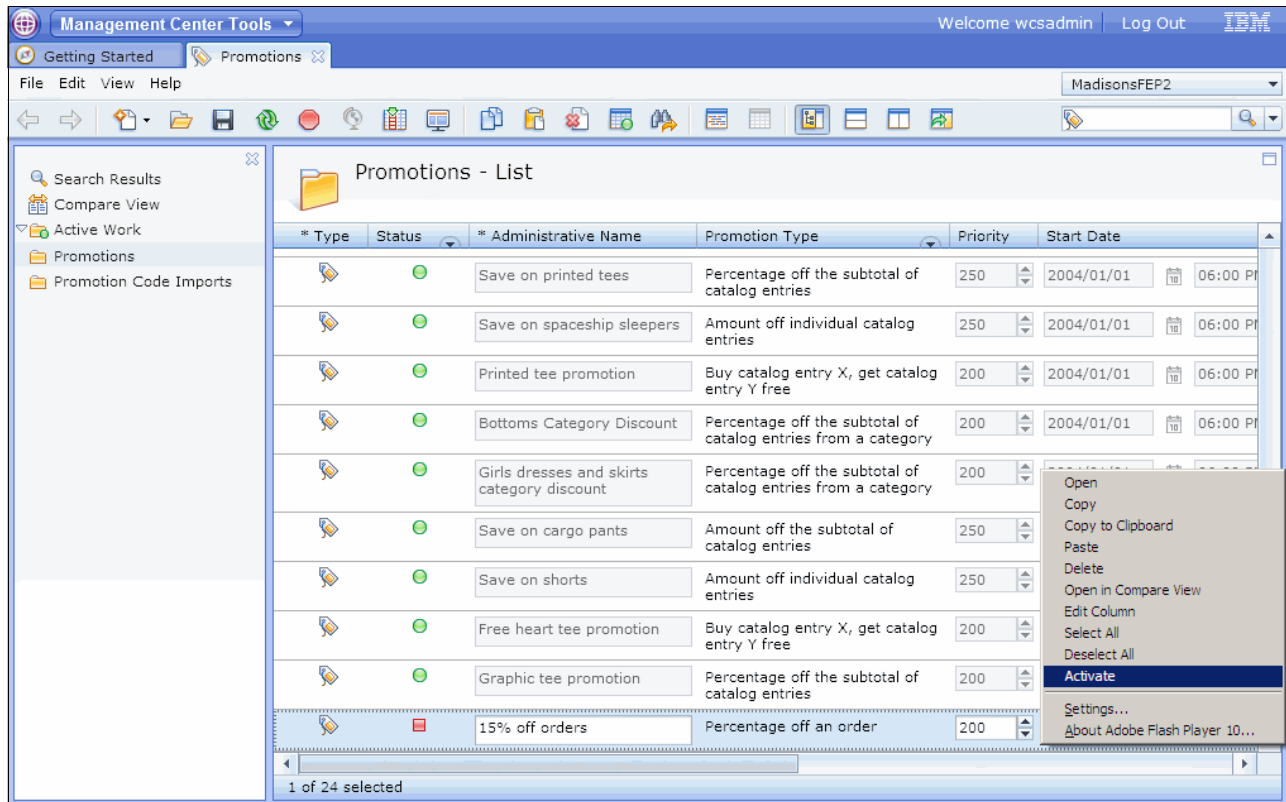 Management Center Tools
Welcome wcsadmin
Log Out
IBM
Getting Started
Promotions
File Edit View Help
MadisonsFEP2
Search Results
Compare View
Active Work
Promotions
Promotion Code Imports
Promotions - List
* Type
Status
* Administrative Name
Promotion Type
Priority
Start Date
Save on printed tees
Percentage off the subtotal of
catalog entries
250
2004/01/01
06:00 PM
Save on spaceship sleepers
Amount off individual catalog
entries
250
2004/01/01
06:00 PM
Printed tee promotion
Buy catalog entry X, get catalog
entry Y free
200
2004/01/01
06:00 PM
Bottoms Category Discount
Percentage off the subtotal of
catalog entries from a category
200
2004/01/01
06:00 PM
Girls dresses and skirts
category discount
Percentage off the subtotal of
catalog entries from a category
200
Save on cargo pants
Amount off the subtotal of
catalog entries
250
Save on shorts
Amount off individual catalog
entries
250
Free heart tee promotion
Buy catalog entry X, get catalog
entry Y free
200
Graphic tee promotion
Percentage off the subtotal of
catalog entries
200
15% off orders
Percentage off an order
200
Open
Copy
Copy to Clipboard
Paste
Delete
Open in Compare View
Edit Column
Select All
Deselect All
Activate
Settings...
About Adobe Flash Player 10...
1 of 24 selected